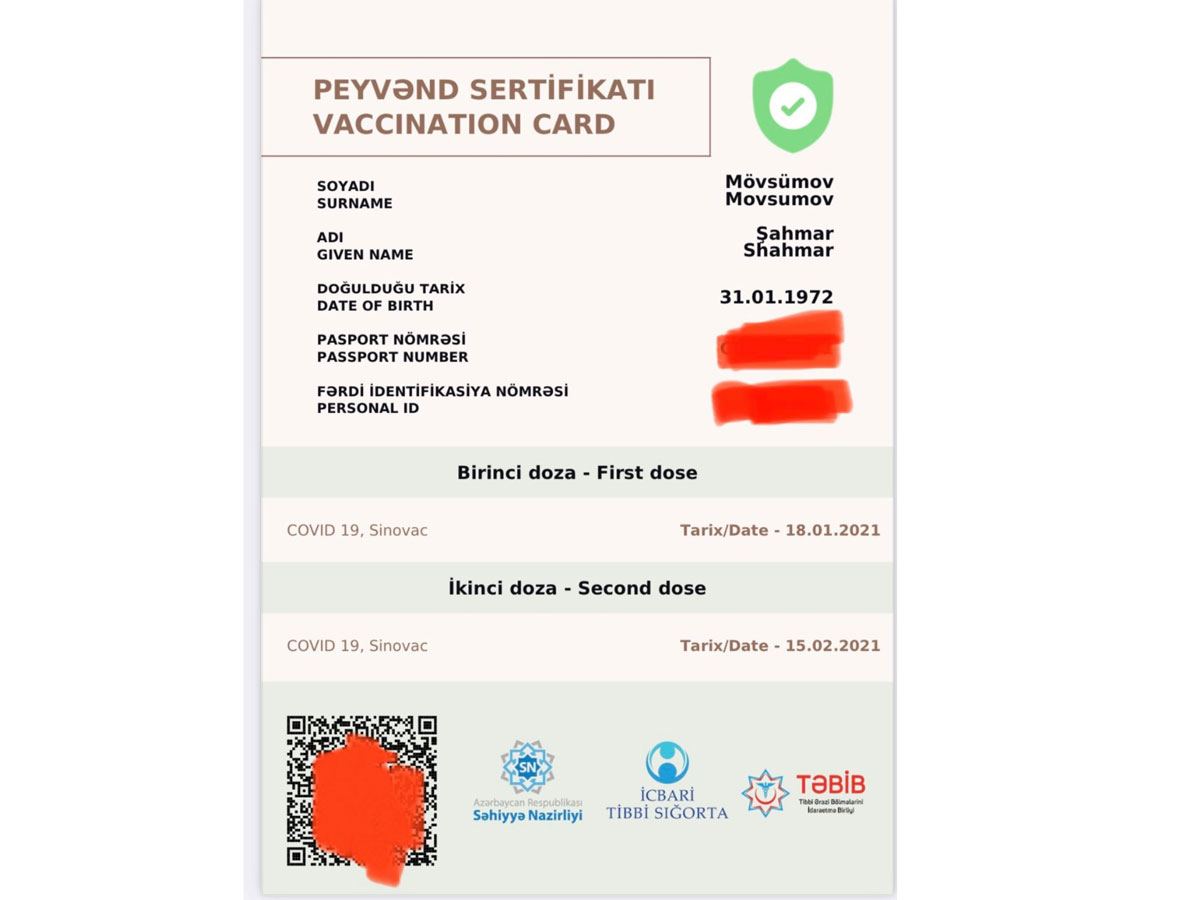 PEYVƏND SERTİFİKATI
VACCINATION CARD
SOYADI
SURNAME
Mövsümov
Movsumov
ADI
GIVEN NAME
Şahmar
Shahmar
DOĞULDUĞU TARİX
DATE OF BIRTH
31.01.1972
PASPORT NÖMRƏSİ
PASSPORT NUMBER
FƏRDİ İDENTİFİKASİYA NÖMRƏSİ
PERSONAL ID
Birinci doza - First dose
COVID 19, Sinovac
Tarix/Date - 18.01.2021
İkinci doza - Second dose
COVID 19, Sinovac
Tarix/Date - 15.02.2021
SN
Azərbaycan Respublikası
Səhiyyə Nazirliyi
İCBARİ
TİBBİ SIĞORTA
TƏBİB
Tibbi Ərazi Bölmələrini
İdarəetmə Birliyi